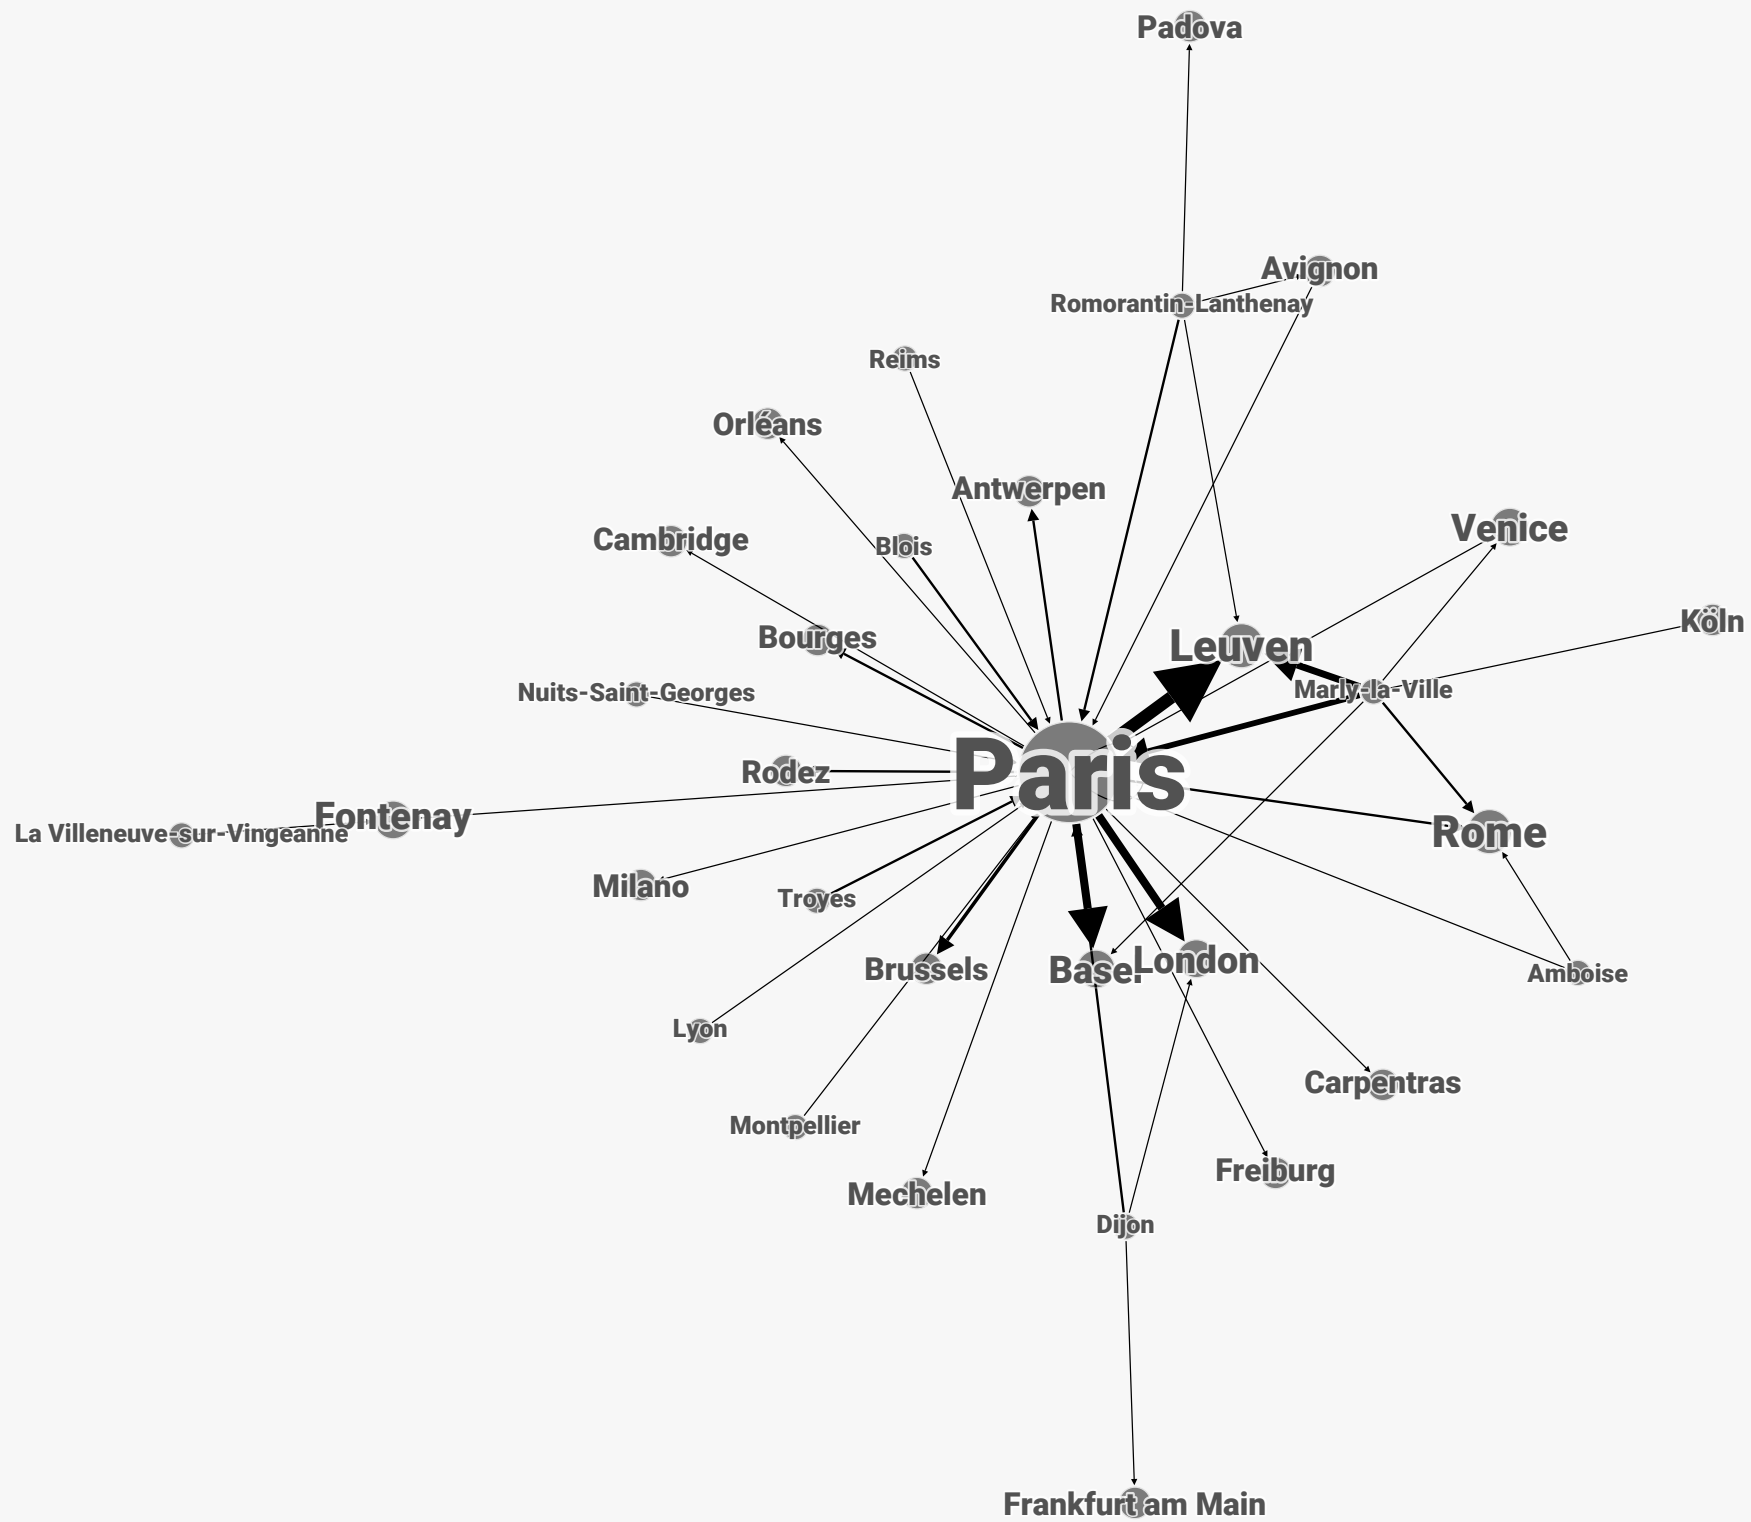 Padova
Avignon
Romorantin-Lanthenay
Reims
Orléans
Antwerpen
Venice
Cambridge
Blois
Köln
Bourges
Leuven
Nuits-Saint-Georges
Marly-la-Ville
Paris
Rodez
Fontenay
La Villeneuve-sur-Vingeanne
Rome
Milano
Troyes
Brussels
Basel
London
Amboise
Lyon
Carpentras
Montpellier
Freiburg
Mechelen
Dijon
Frankfurt am Main